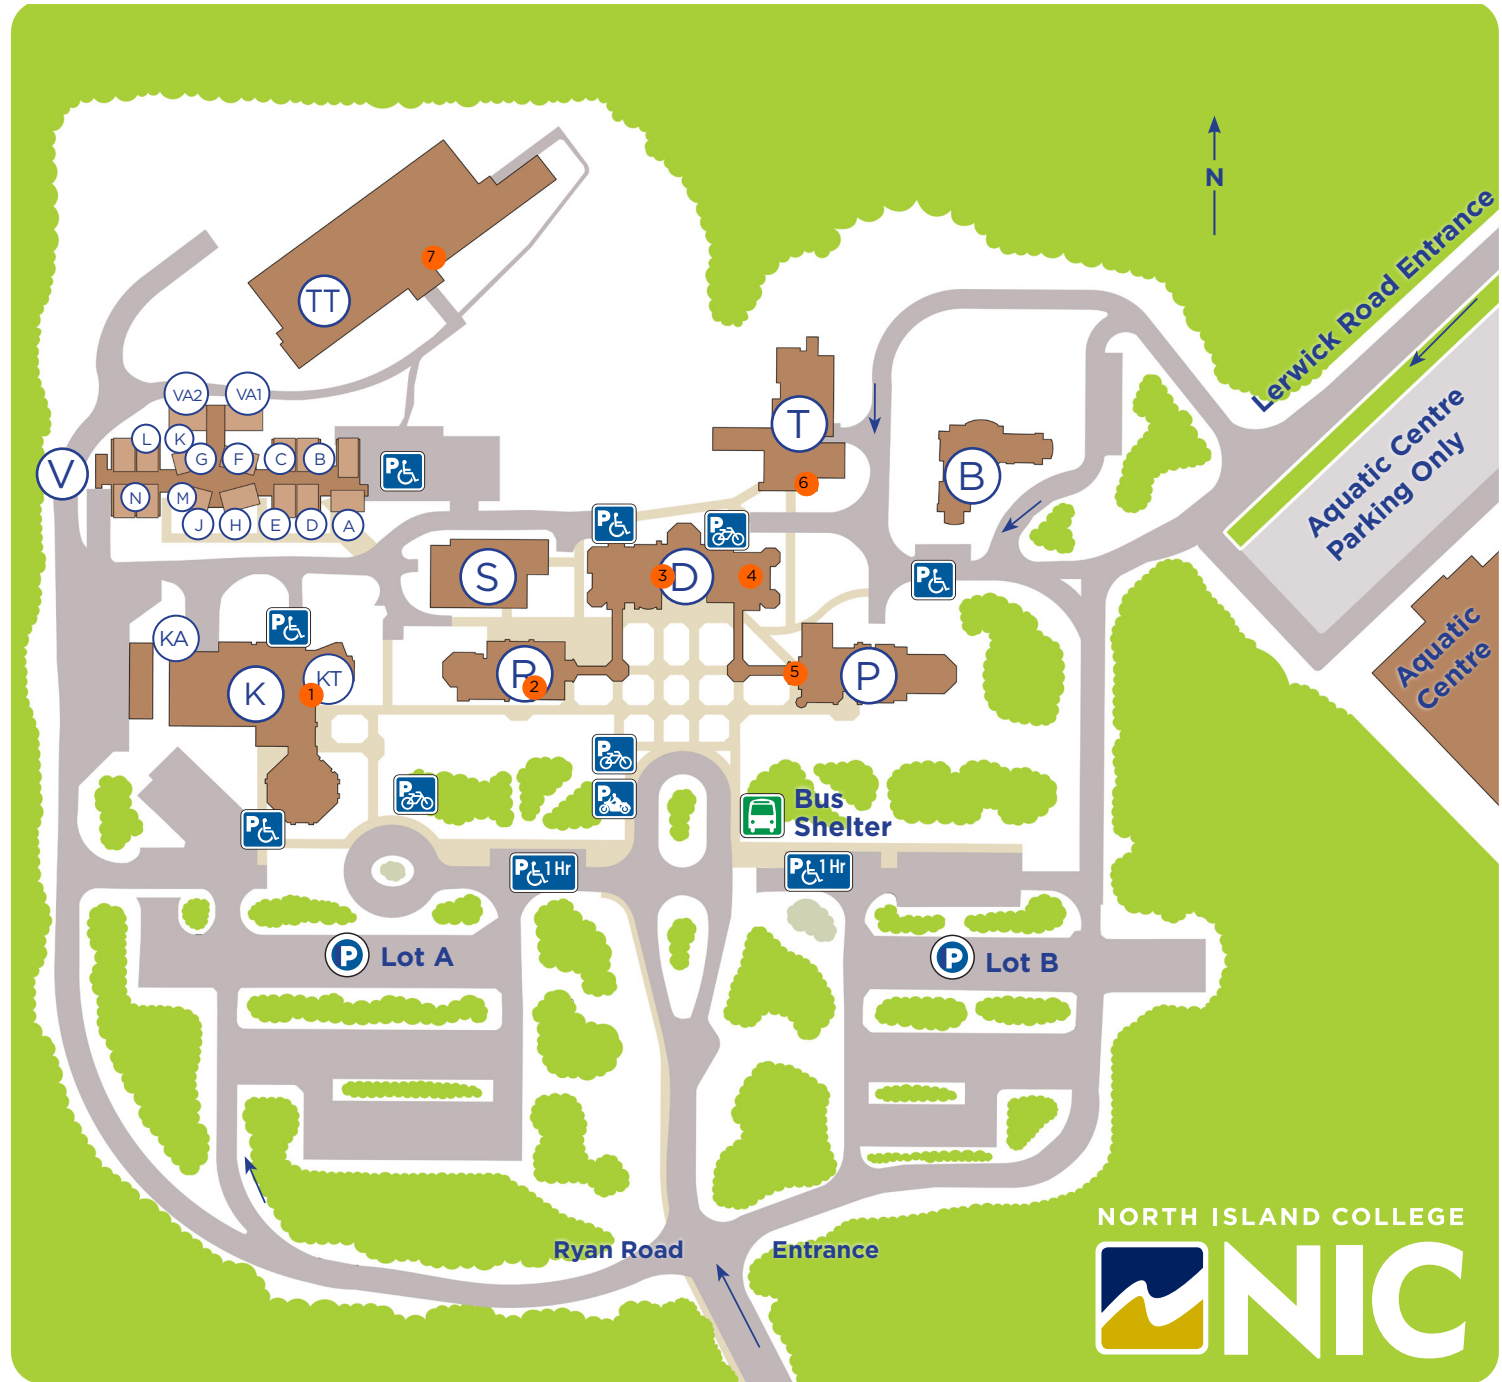 N
Lerwick Road Entrance
7
TT
VA2
VA1
T
Aquatic Centre
Parking Only
L
K
G
F
C
B
V
P
B
6
N
M
J
H
E
D
A
P
P
S
3
D
4
P
KA
P
Aquatic
Centre
K
1
KT
R
2
5
P
P
P
P
P
Bus
Shelter
P
P 1 Hr
P 1 Hr
P Lot A
P Lot B
NORTH ISLAND COLLEGE
Ryan Road Entrance
NIC